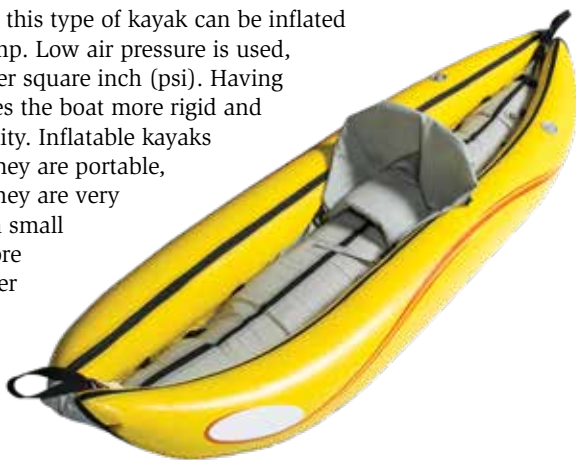 this type of kayak can be inflated
mp. Low air pressure is used,
er square inch (psi). Having
es the boat more rigid and
ity. Inflatable kayaks
hey are portable,
hey are very
small
ore
er